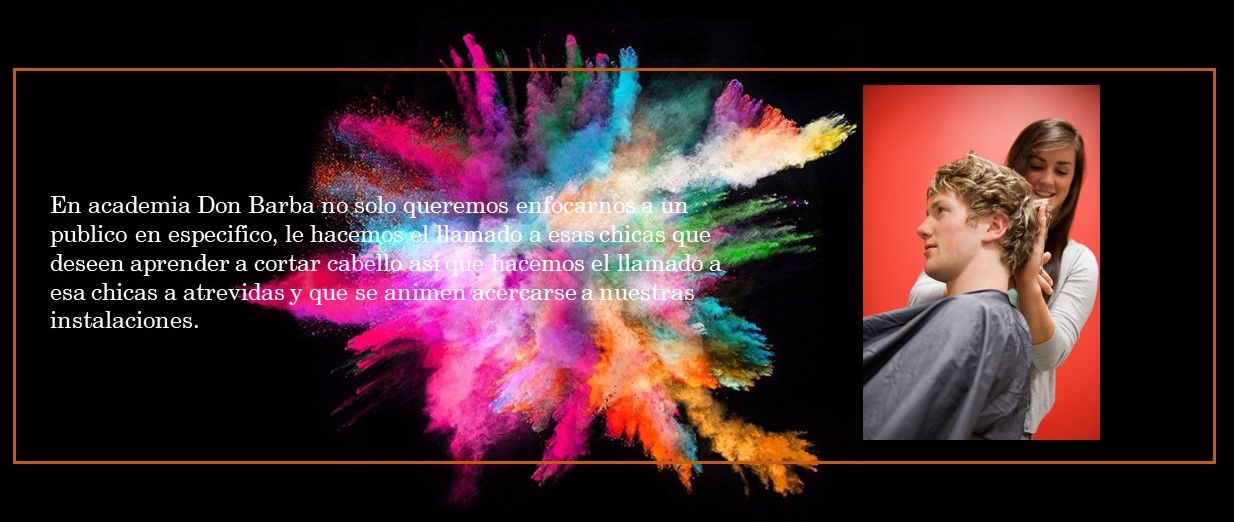 En academia Don Barba no solo queremos enfocarnos a un
publico en especifico, le hacemos el llamado a esas chicas que
deseen aprender a cortar cabello asi que hacemos el llamado a
esa chicas a atrevidas y que se animen acercarse a nuestras
instalaciones.